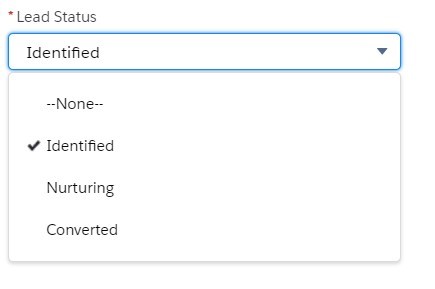 * Lead Status
Identified
--None--
Identified
Nurturing
Converted